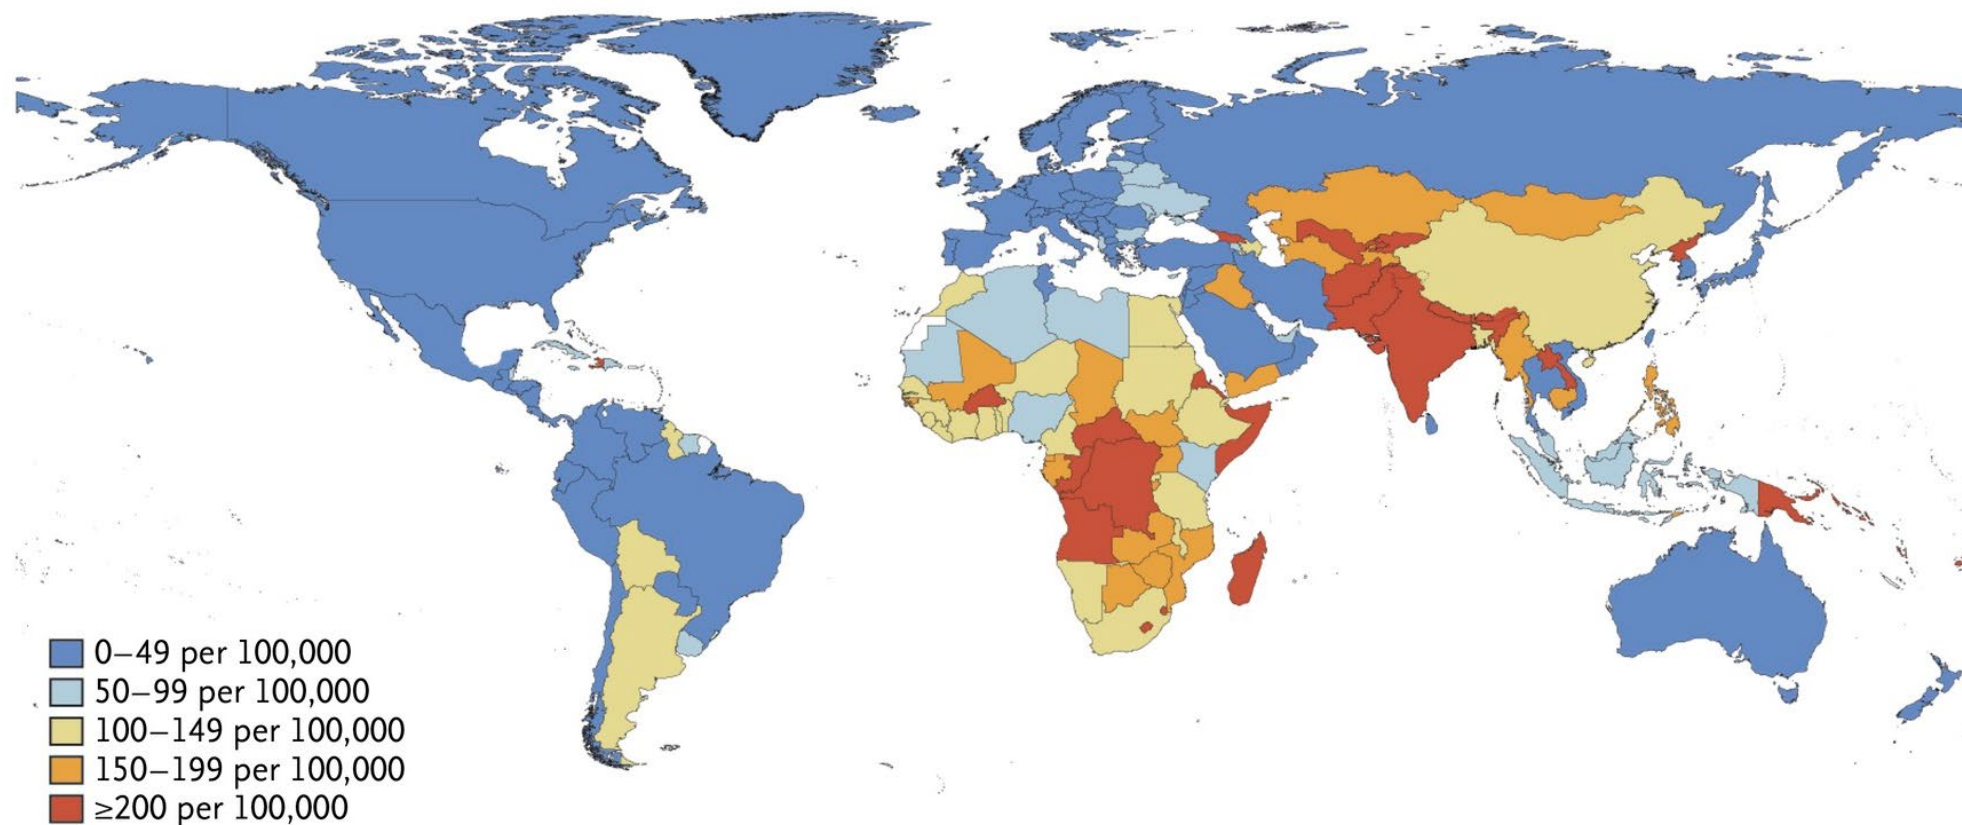 0–49 per 100,000
50–99 per 100,000
100–149 per 100,000
150–199 per 100,000
≥200 per 100,000